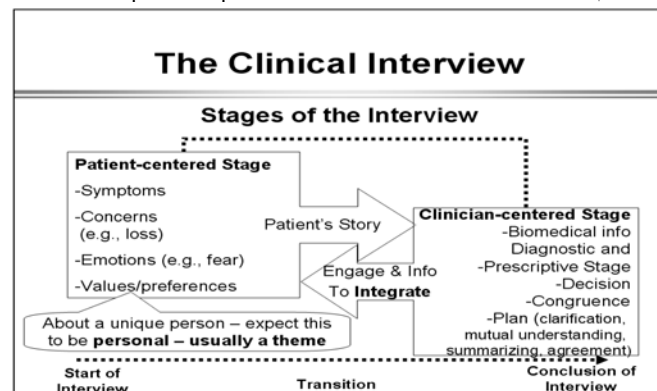 The Clinical Interview
Stages of the Interview
Patient-centered Stage
-Symptoms
-Concerns
(e.g., loss)
-Emotions (e.g., fear)
-Values/preferences
Patient's Story
Engage & Info
To Integrate
Clinician-centered Stage
-Biomedical info
Diagnostic and
-Prescriptive Stage
-Decision
-Congruence
-Plan (clarification,
mutual understanding,
summarizing, agreement)
About a unique person – expect this
to be personal – usually a theme
Start of
Interview
Transition
Conclusion of
Interview